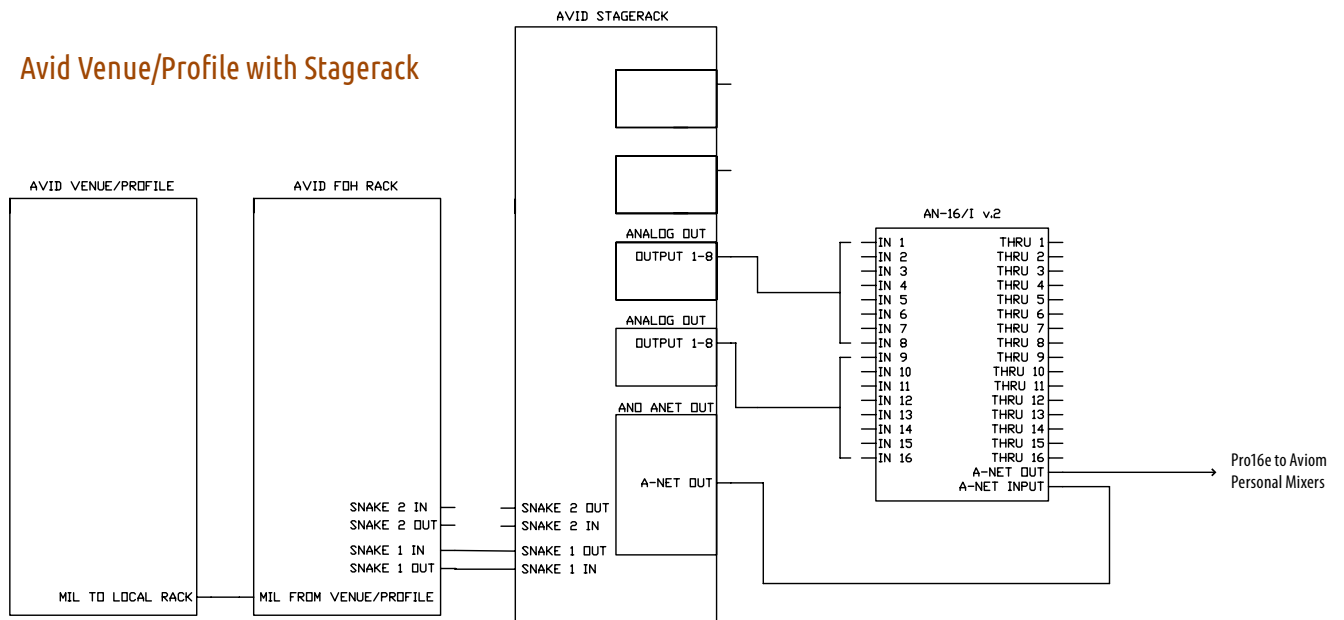 AVID STAGERACK
Avid Venue/Profile with Stagerack
AVID VENUE/PROFILE
MIL TO LOCAL RACK
AVID FOH RACK
SNAKE 2 IN
SNAKE 2 OUT
SNAKE 1 IN
SNAKE 1 OUT
MIL FROM VENUE/PROFILE
ANALOG OUT
OUTPUT 1-8
ANALOG OUT
OUTPUT 1-8
ANO ANET OUT
A-NET OUT
SNAKE 2 OUT
SNAKE 2 IN
SNAKE 1 OUT
SNAKE 1 IN
AN-16/I v.2
IN 1 THRU 1
IN 2 THRU 2
IN 3 THRU 3
IN 4 THRU 4
IN 5 THRU 5
IN 6 THRU 6
IN 7 THRU 7
IN 8 THRU 8
IN 9 THRU 9
IN 10 THRU 10
IN 11 THRU 11
IN 12 THRU 12
IN 13 THRU 13
IN 14 THRU 14
IN 15 THRU 15
IN 16 THRU 16
A-NET OUT
A-NET INPUT
Pro16e to Aviom
Personal Mixers